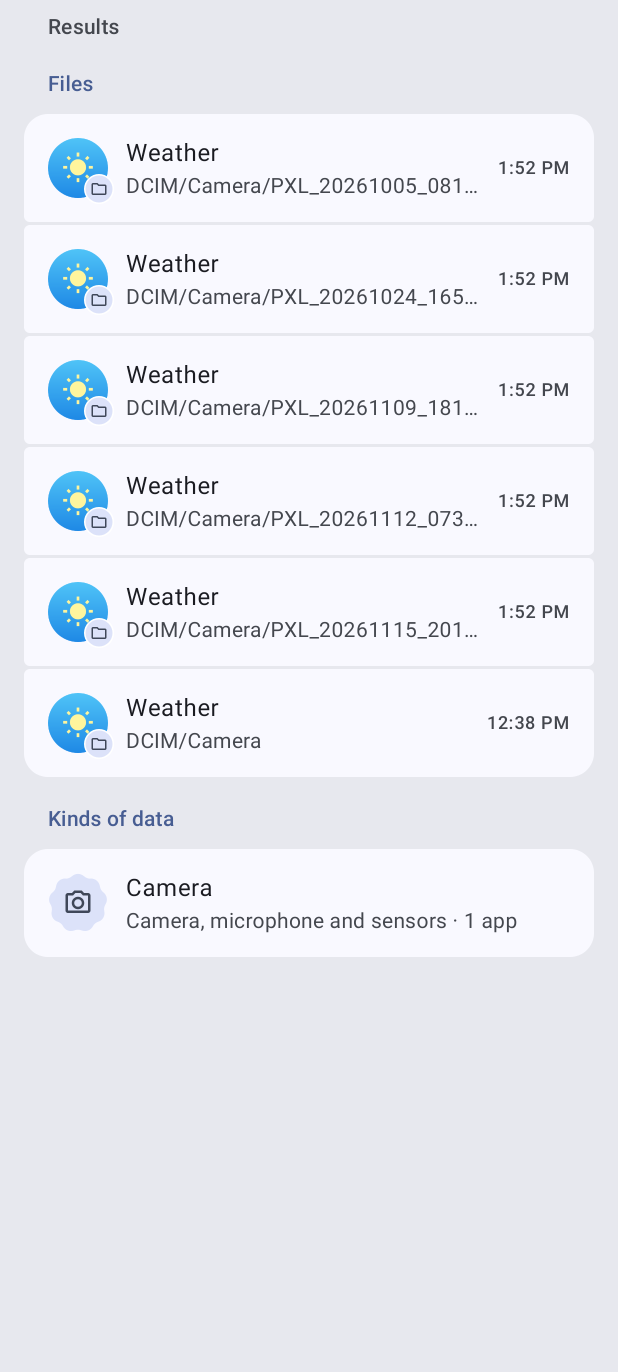 Results
Files
Weather
DCIM/Camera/PXL_20261005_081…
1:52 PM
Weather
DCIM/Camera/PXL_20261024_165…
1:52 PM
Weather
DCIM/Camera/PXL_20261109_181…
1:52 PM
Weather
DCIM/Camera/PXL_20261112_073…
1:52 PM
Weather
DCIM/Camera/PXL_20261115_201…
1:52 PM
Weather
DCIM/Camera
12:38 PM
Kinds of data
Camera
Camera, microphone and sensors · 1 app